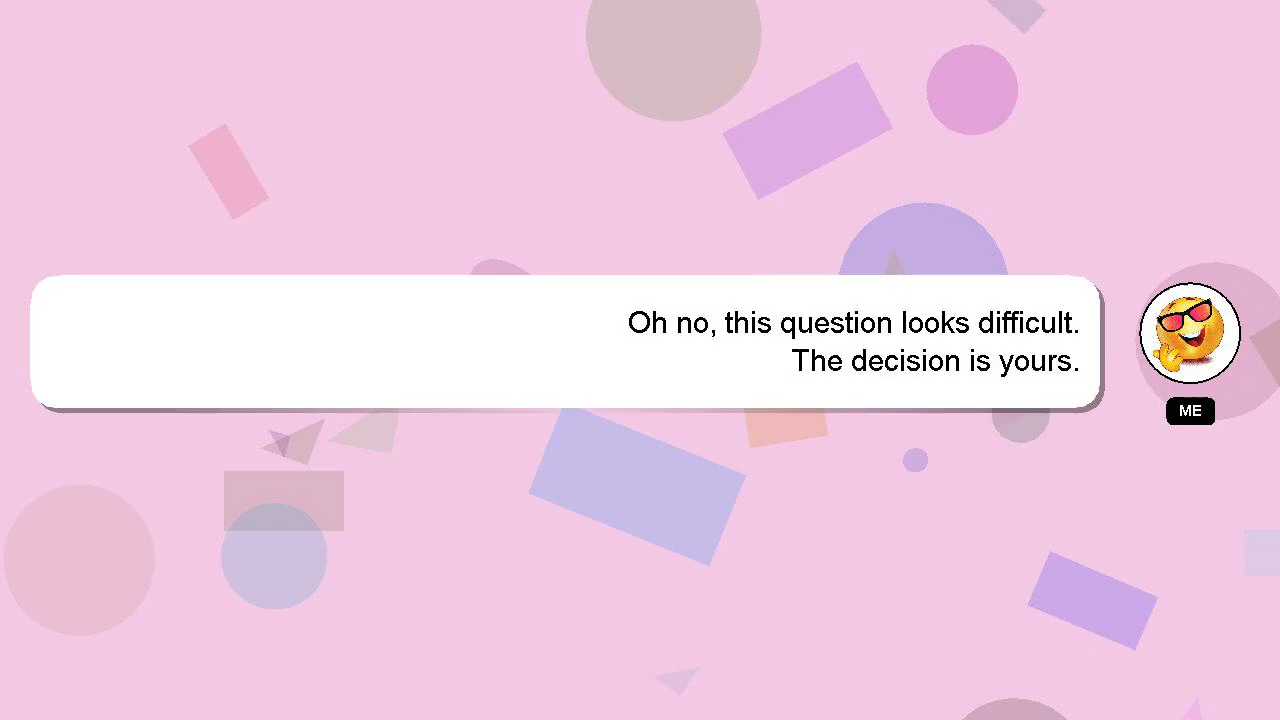 Oh no, this question looks difficult.
The decision is yours.
ME